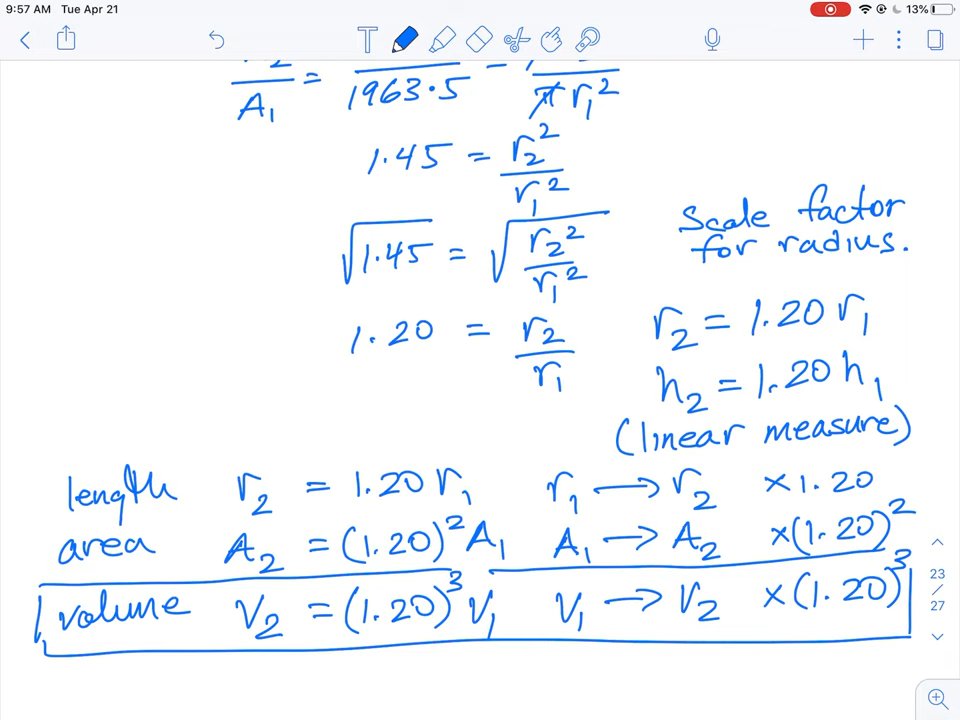 9:57 AM Tue Apr 21 13%
A₁ = 1963.5 = π r₁²
1.45 = r₂² / r₁²
√1.45 = √(r₂² / r₁²)
1.20 = r₂ / r₁
Scale factor
for radius.
r₂ = 1.20 r₁
h₂ = 1.20 h₁
(linear measure)
length r₂ = 1.20 r₁ r₁ → r₂ ×1.20
area A₂ = (1.20)² A₁ A₁ → A₂ ×(1.20)²
volume V₂ = (1.20)³ V₁ V₁ → V₂ ×(1.20)³
23
/
27